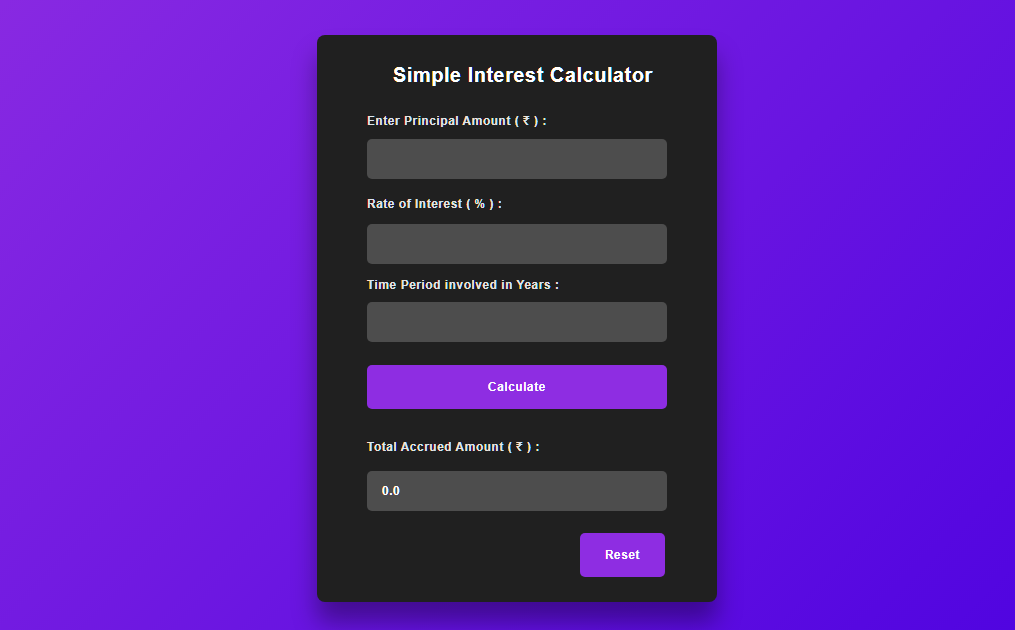 Simple Interest Calculator
Enter Principal Amount ( ₹ ) :
Rate of Interest ( % ) :
Time Period involved in Years :
Calculate
Total Accrued Amount ( ₹ ) :
0.0
Reset